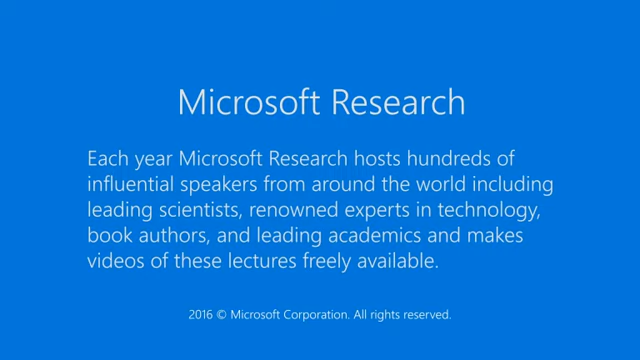 Microsoft Research
Each year Microsoft Research hosts hundreds of
influential speakers from around the world including
leading scientists, renowned experts in technology,
book authors, and leading academics and makes
videos of these lectures freely available.
2016 © Microsoft Corporation. All rights reserved.